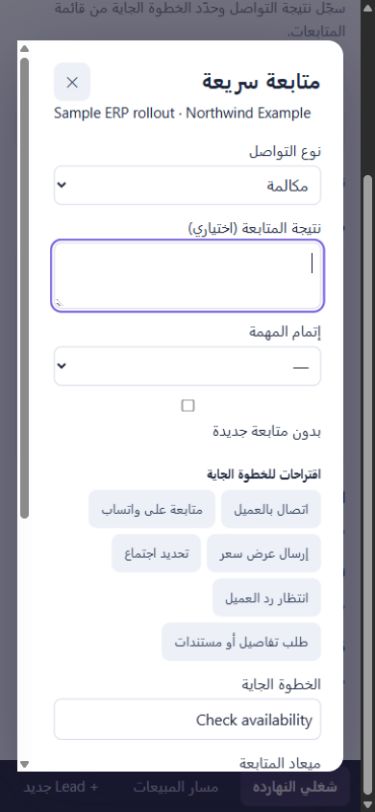 سجّل نتيجة التواصل وحدّد الخطوة الجاية من قائمة
المتابعات.
متابعة سريعة
Sample ERP rollout · Northwind Example
نوع التواصل
مكالمة
نتيجة المتابعة (اختياري)
إتمام المهمة
—
بدون متابعة جديدة
اقتراحات للخطوة الجاية
اتصال بالعميل
متابعة على واتساب
إرسال عرض سعر
تحديد اجتماع
انتظار رد العميل
طلب تفاصيل أو مستندات
الخطوة الجاية
Check availability
ميعاد المتابعة
شغلي النهارده
مسار المبيعات
+ Lead جديد